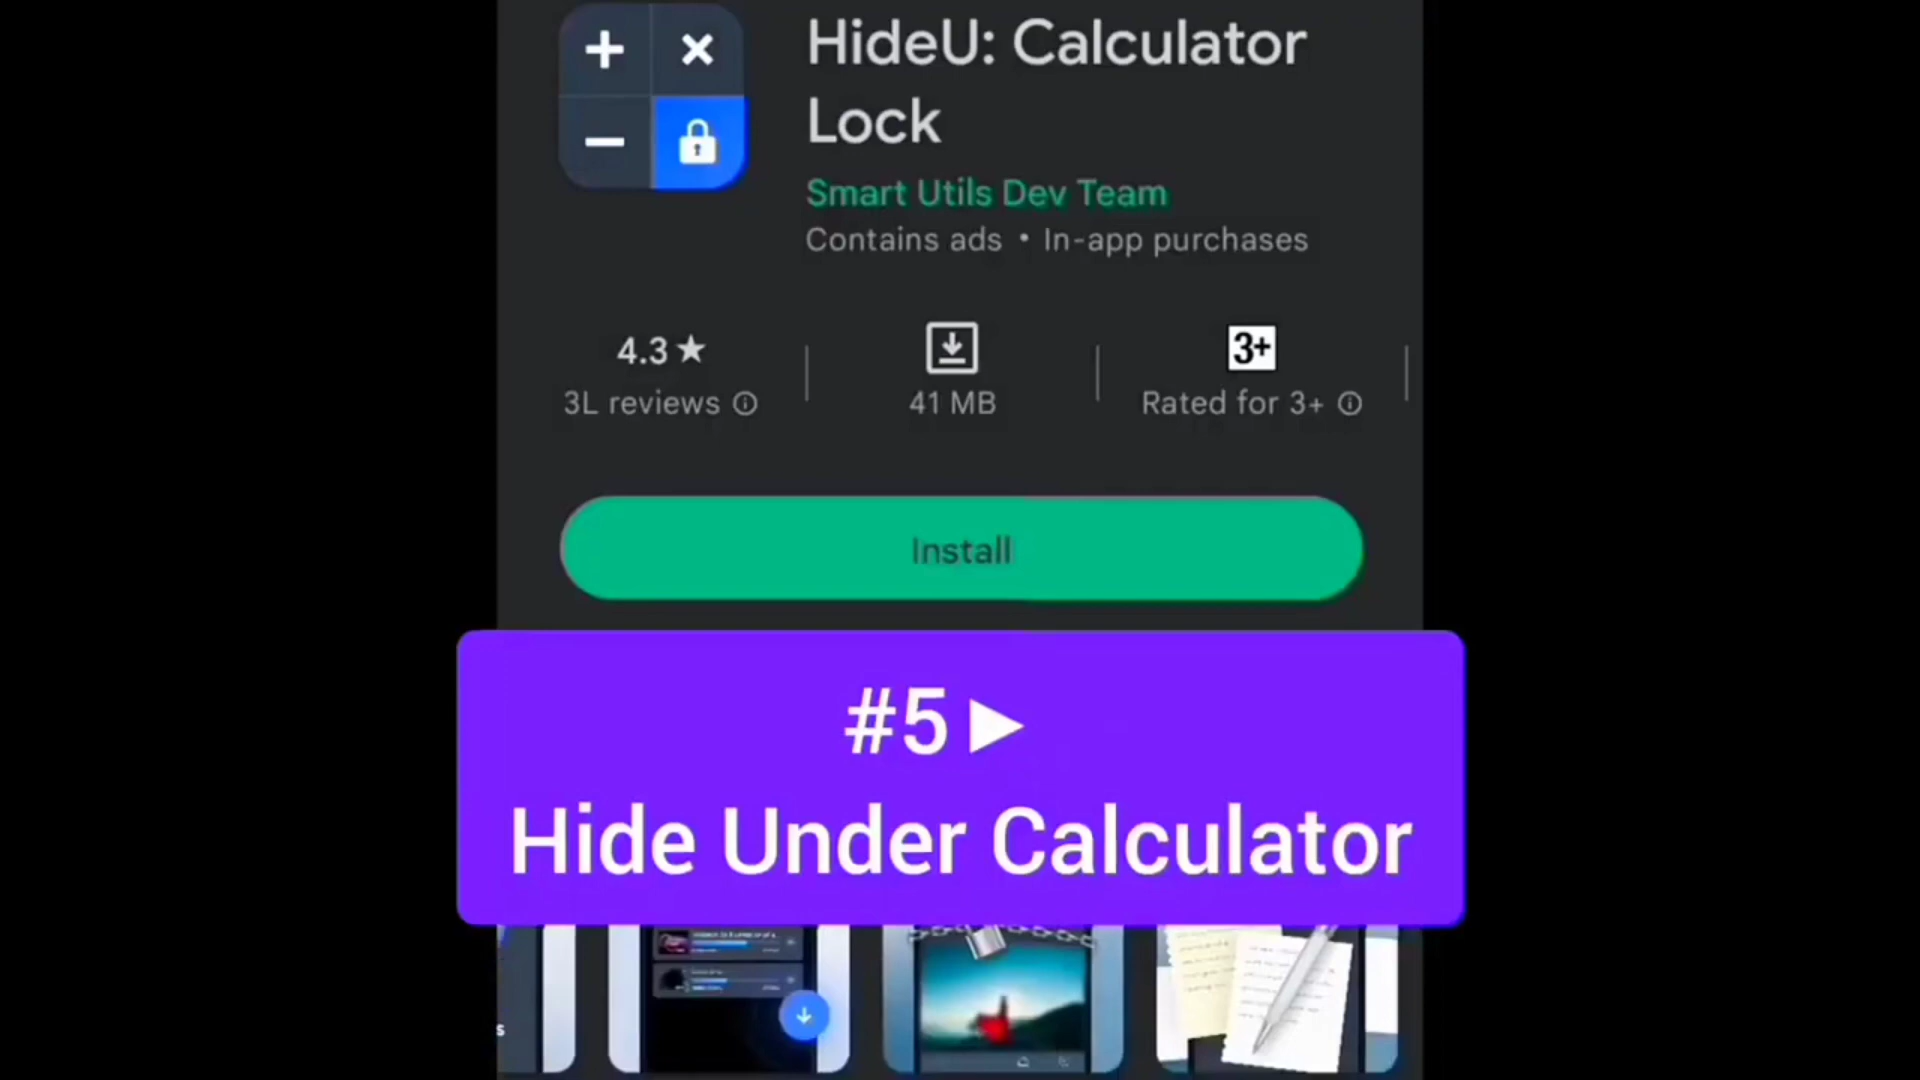 HideU: Calculator
Lock
Smart Utils Dev Team
Contains ads • In-app purchases
4.3 ★
3L reviews
41 MB
3+
Rated for 3+
Install
#5 ▶
Hide Under Calculator
s